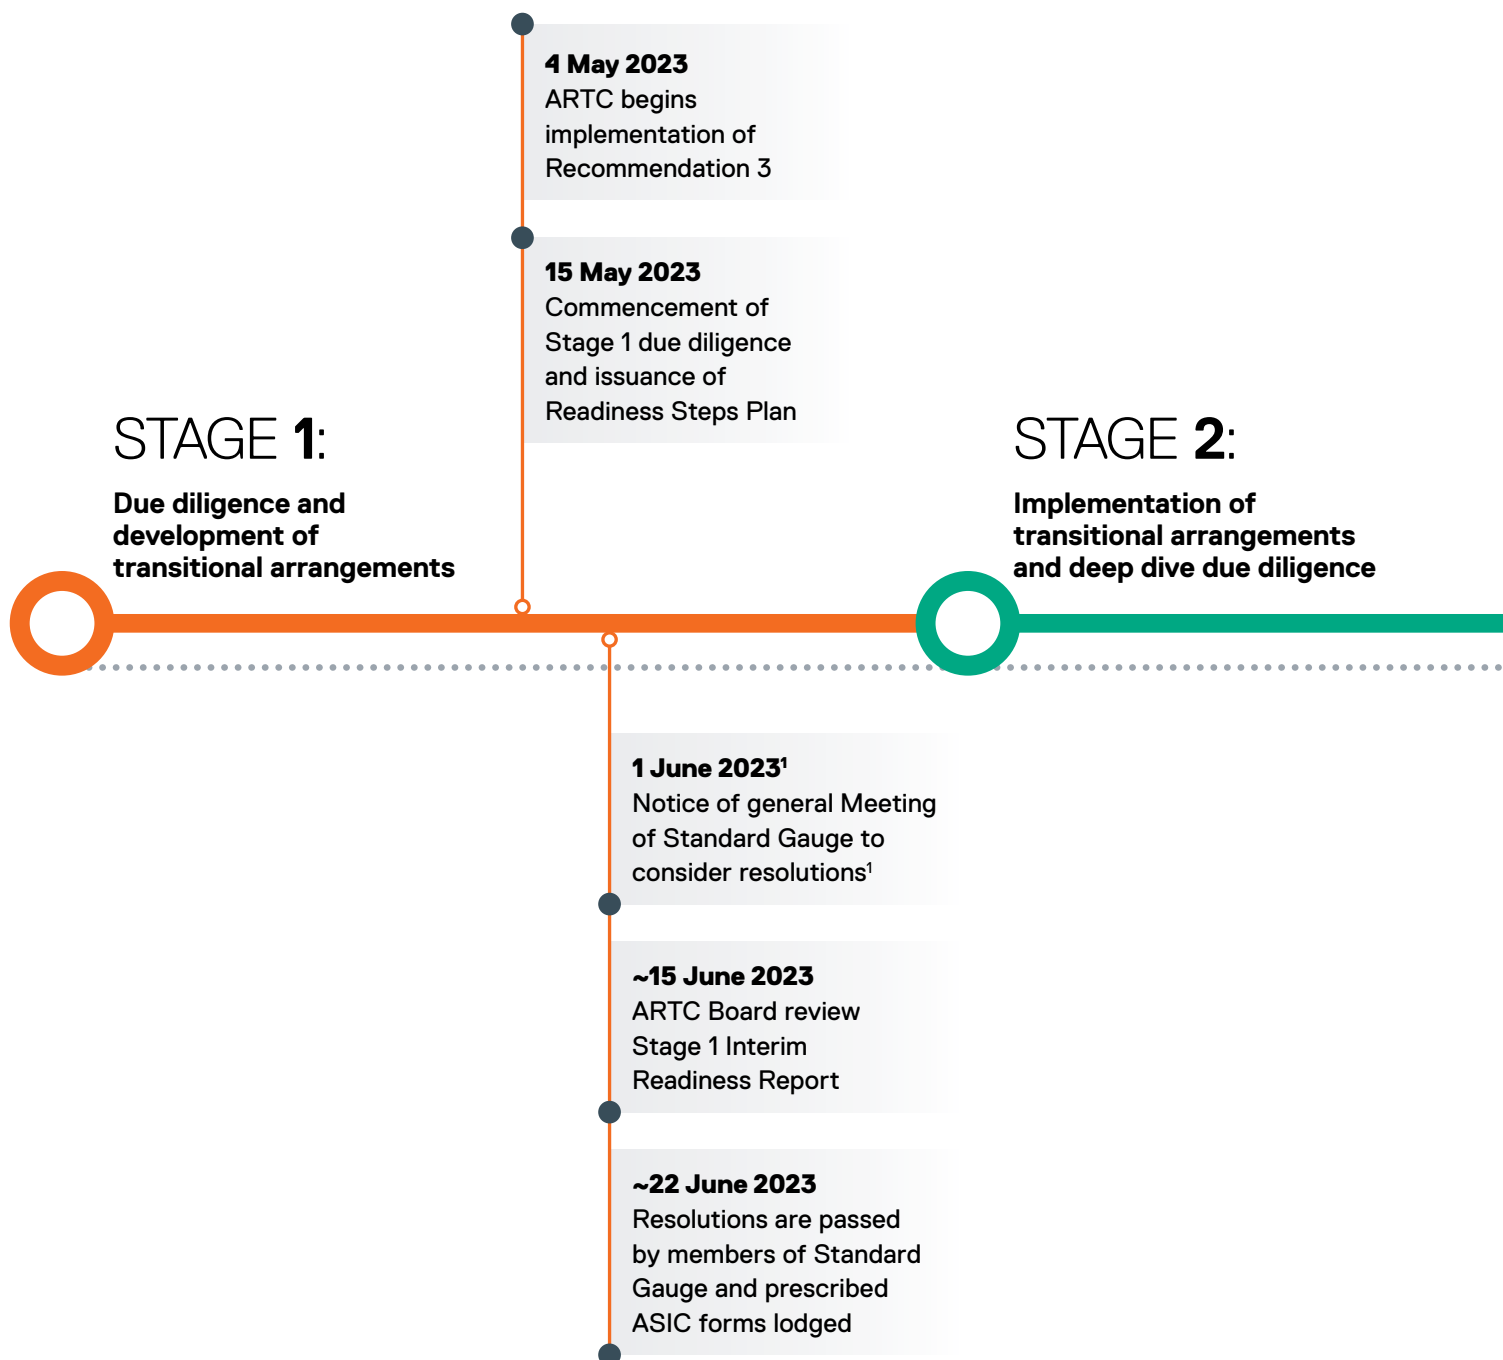 4 May 2023
ARTC begins
implementation of
Recommendation 3
15 May 2023
Commencement of
Stage 1 due diligence
and issuance of
Readiness Steps Plan
STAGE 1:
Due diligence and
development of
transitional arrangements
STAGE 2:
Implementation of
transitional arrangements
and deep dive due diligence
1 June 2023¹
Notice of general Meeting
of Standard Gauge to
consider resolutions¹
~15 June 2023
ARTC Board review
Stage 1 Interim
Readiness Report
~22 June 2023
Resolutions are passed
by members of Standard
Gauge and prescribed
ASIC forms lodged